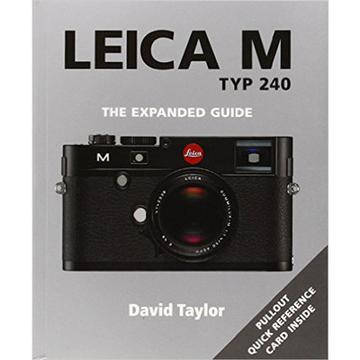 LEICA M
TYP 240
THE EXPANDED GUIDE
M
Leica
LEICA
David Taylor
PULLOUT
QUICK REFERENCE
CARD INSIDE